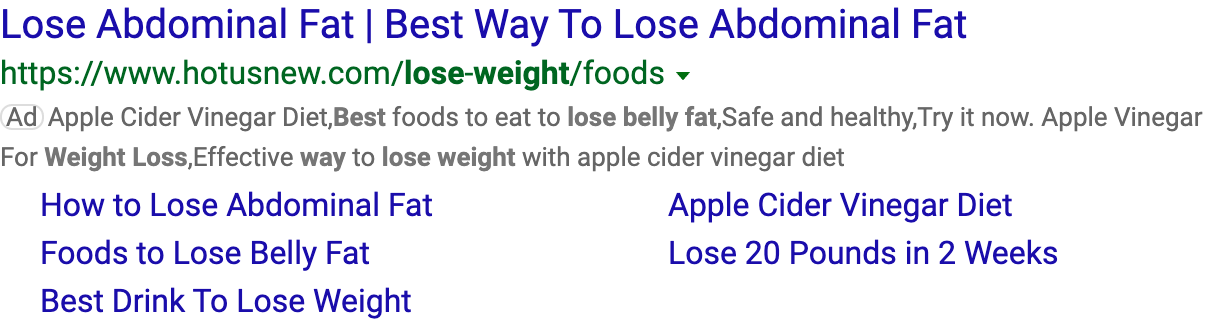 Lose Abdominal Fat | Best Way To Lose Abdominal Fat
https://www.hotusnew.com/lose-weight/foods
Ad Apple Cider Vinegar Diet,Best foods to eat to lose belly fat,Safe and healthy,Try it now. Apple Vinegar
For Weight Loss,Effective way to lose weight with apple cider vinegar diet
How to Lose Abdominal Fat
Apple Cider Vinegar Diet
Foods to Lose Belly Fat
Lose 20 Pounds in 2 Weeks
Best Drink To Lose Weight